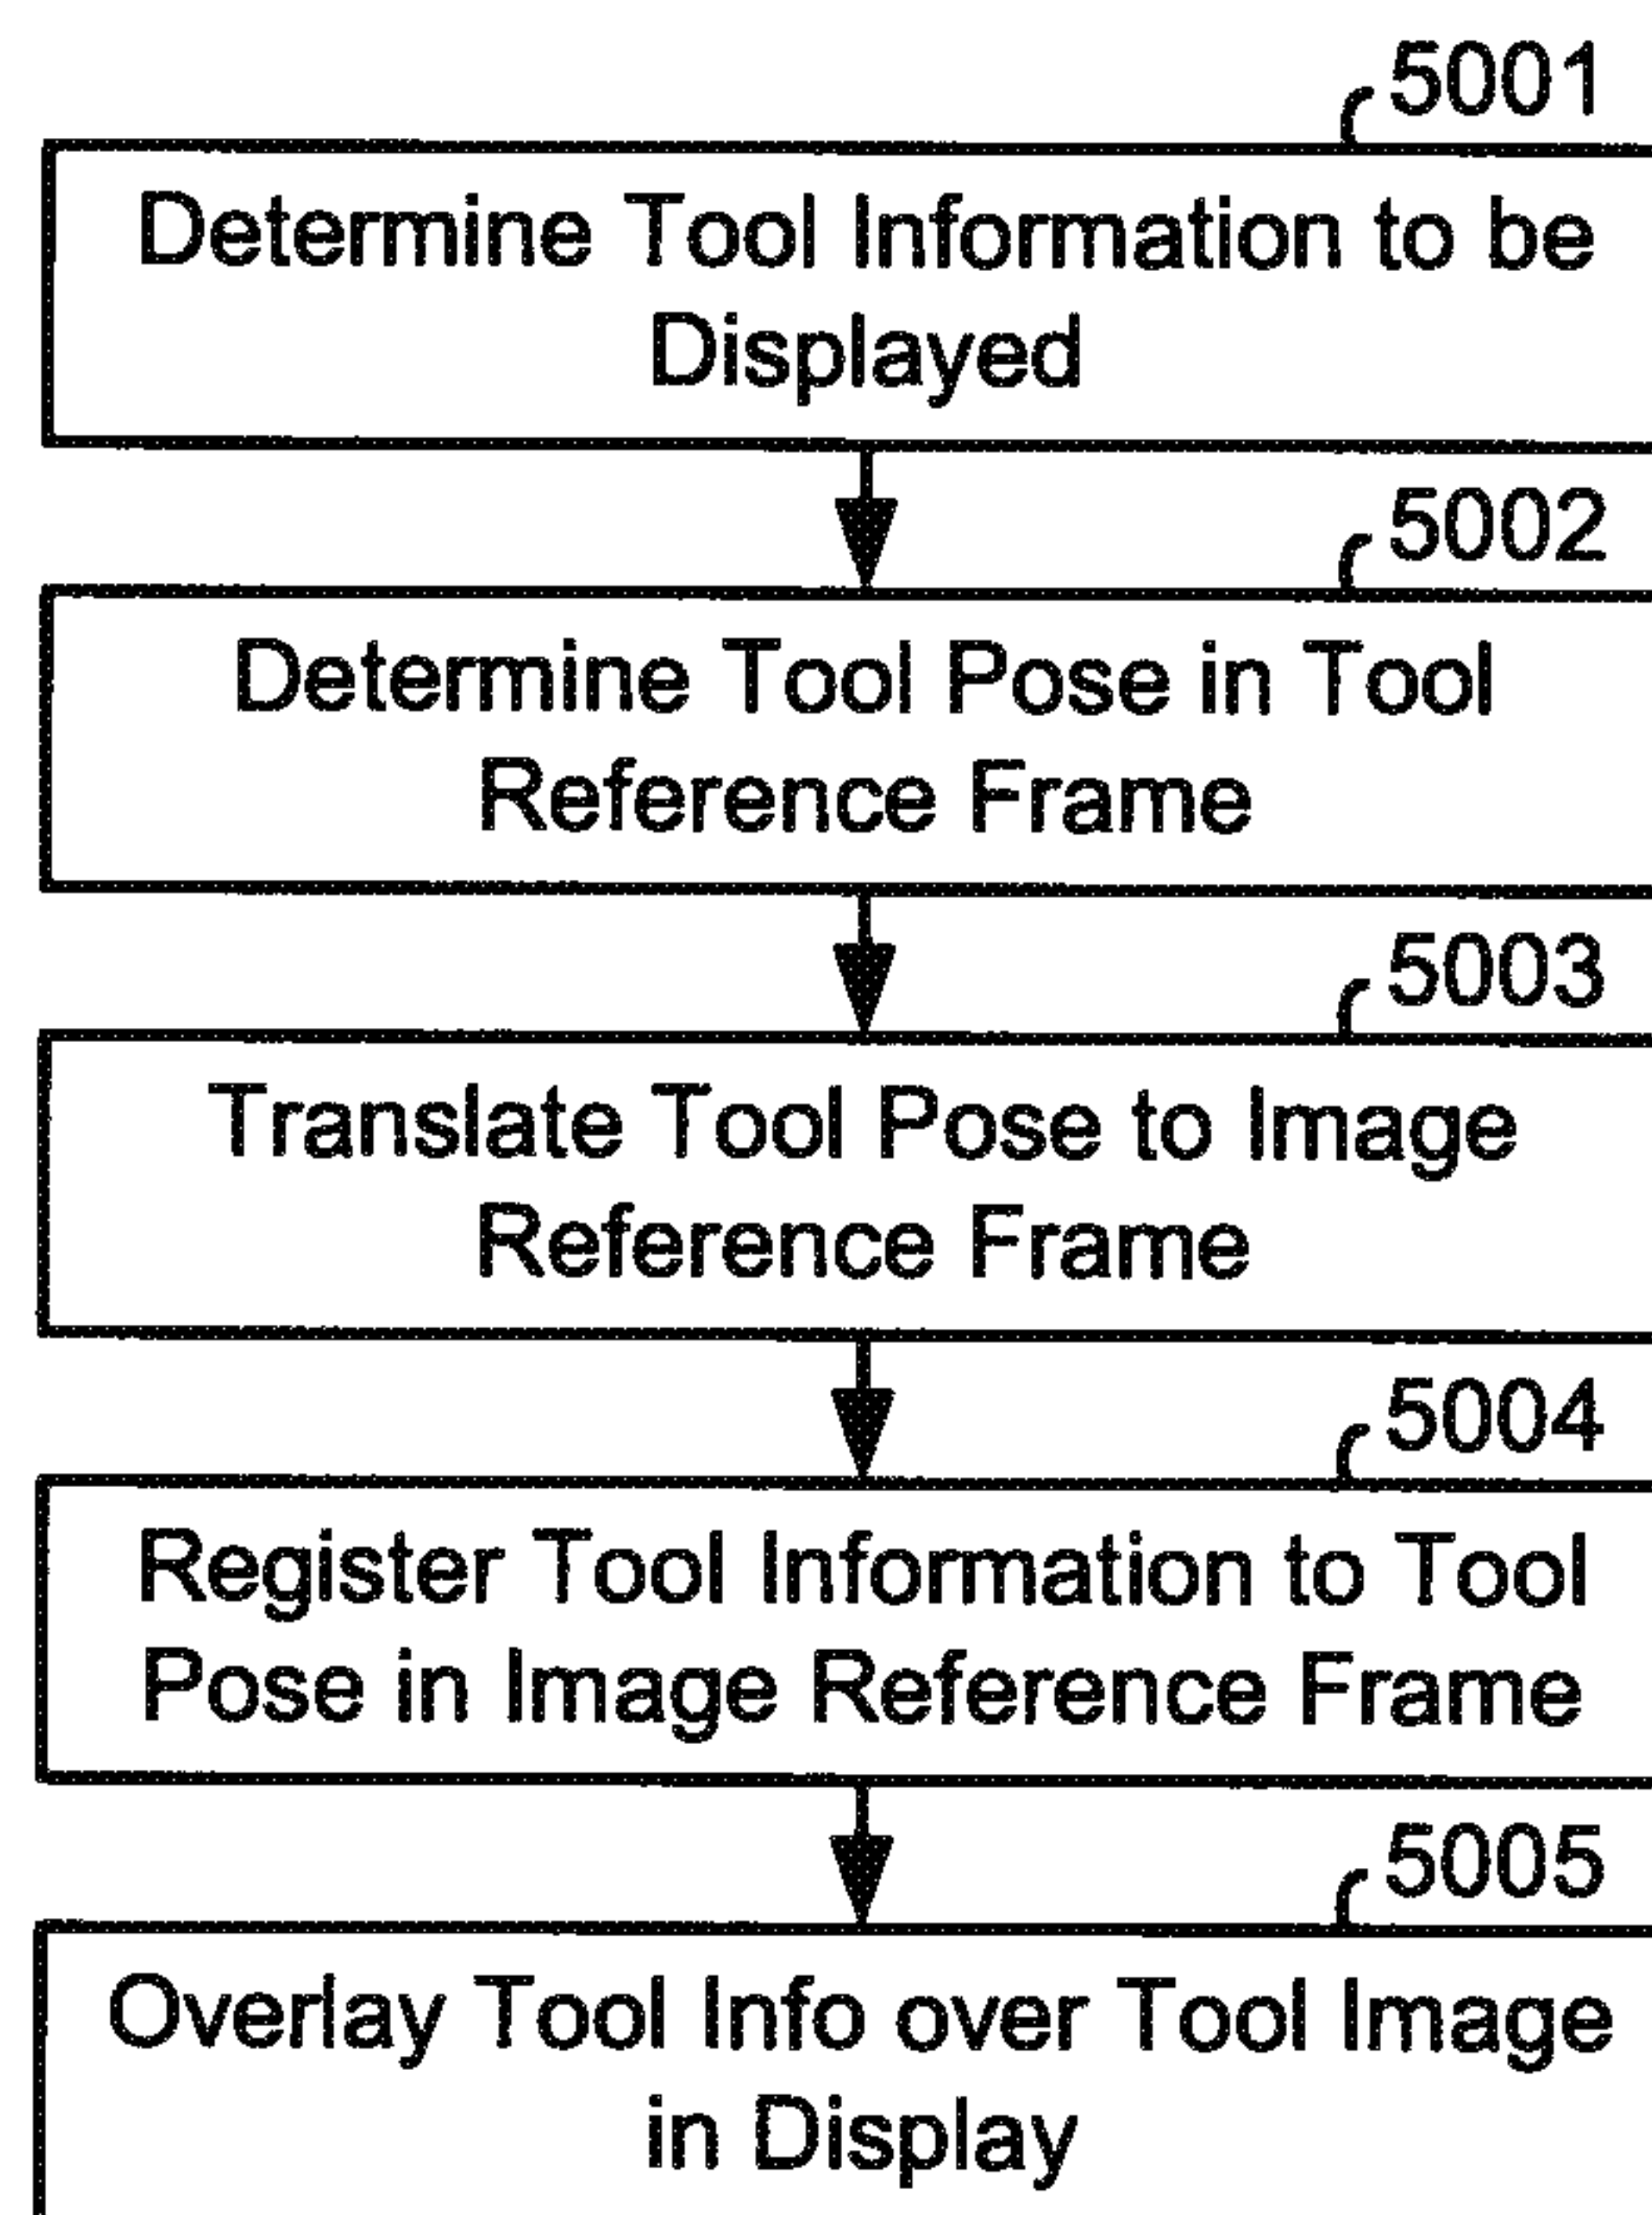 5001
Determine Tool Information to be
Displayed
5002
Determine Tool Pose in Tool
Reference Frame
5003
Translate Tool Pose to Image
Reference Frame
5004
Register Tool Information to Tool
Pose in Image Reference Frame
5005
Overlay Tool Info over Tool Image
in Display